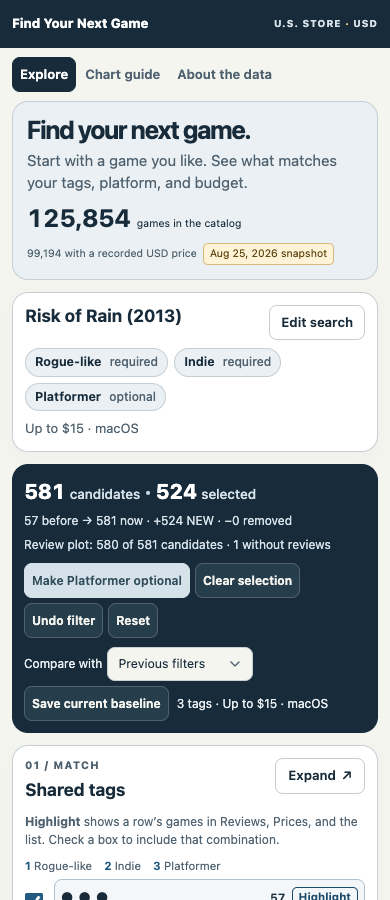 Find Your Next Game U.S. STORE · USD
Explore Chart guide About the data
Find your next game.
Start with a game you like. See what matches
your tags, platform, and budget.
125,854 games in the catalog
99,194 with a recorded USD price Aug 25, 2026 snapshot
Risk of Rain (2013) Edit search
Rogue-like required Indie required
Platformer optional
Up to $15 · macOS
581 candidates • 524 selected
57 before → 581 now · +524 NEW · −0 removed
Review plot: 580 of 581 candidates · 1 without reviews
Make Platformer optional Clear selection
Undo filter Reset
Compare with Previous filters
Save current baseline 3 tags · Up to $15 · macOS
01 / MATCH
Shared tags Expand ↗
Highlight shows a row's games in Reviews, Prices, and the
list. Check a box to include that combination.
1 Rogue-like 2 Indie 3 Platformer
57 Highlight